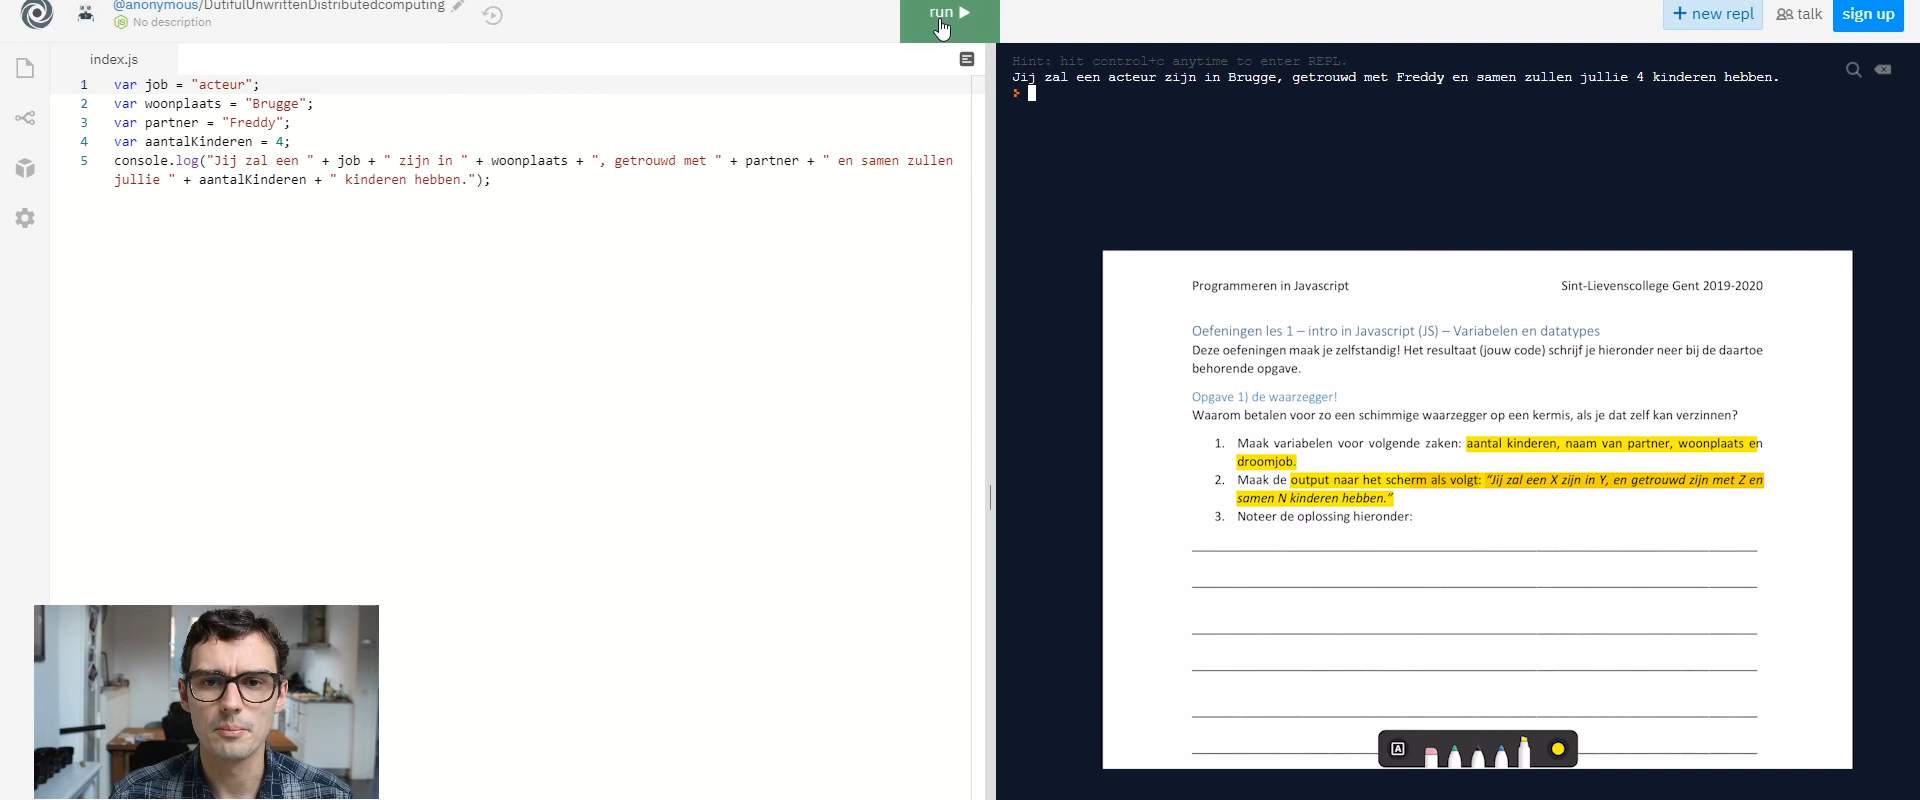 @anonymous/DutifulUnwrittenDistributedcomputing
No description
run
+ new repl
talk
sign up
index.js
1 var job = "acteur";
2 var woonplaats = "Brugge";
3 var partner = "Freddy";
4 var aantalKinderen = 4;
5 console.log("Jij zal een " + job + " zijn in " + woonplaats + ", getrouwd met " + partner + " en samen zullen
jullie " + aantalKinderen + " kinderen hebben.");
Hint: hit control+c anytime to enter REPL.
Jij zal een acteur zijn in Brugge, getrouwd met Freddy en samen zullen jullie 4 kinderen hebben.
>
Programmeren in Javascript Sint-Lievenscollege Gent 2019-2020
Oefeningen les 1 – intro in Javascript (JS) – Variabelen en datatypes
Deze oefeningen maak je zelfstandig! Het resultaat (jouw code) schrijf je hieronder neer bij de daartoe
behorende opgave.
Opgave 1) de waarzegger!
Waarom betalen voor zo een schimmige waarzegger op een kermis, als je dat zelf kan verzinnen?
1. Maak variabelen voor volgende zaken: aantal kinderen, naam van partner, woonplaats en
droomjob.
2. Maak de output naar het scherm als volgt: “Jij zal een X zijn in Y, en getrouwd zijn met Z en
samen N kinderen hebben.”
3. Noteer de oplossing hieronder:
A